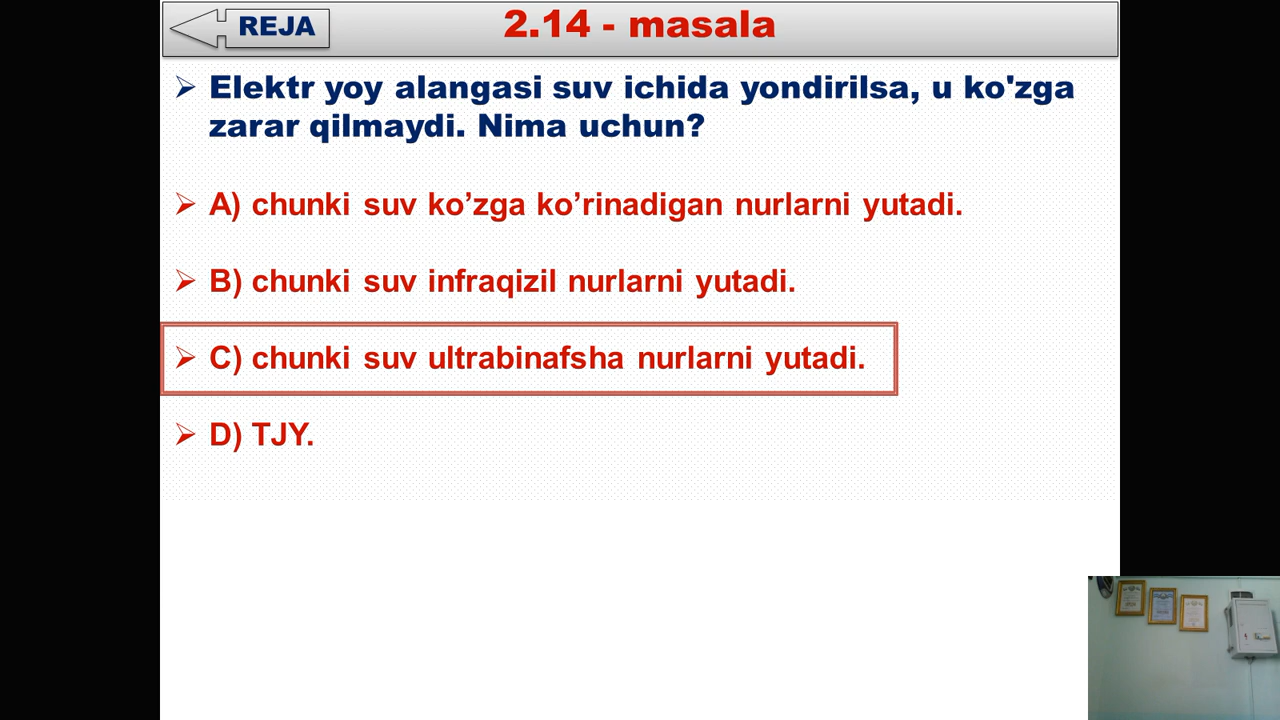 REJA
2.14 - masala
Elektr yoy alangasi suv ichida yondirilsa, u ko'zga
zarar qilmaydi. Nima uchun?
A) chunki suv ko’zga ko’rinadigan nurlarni yutadi.
B) chunki suv infraqizil nurlarni yutadi.
C) chunki suv ultrabinafsha nurlarni yutadi.
D) TJY.